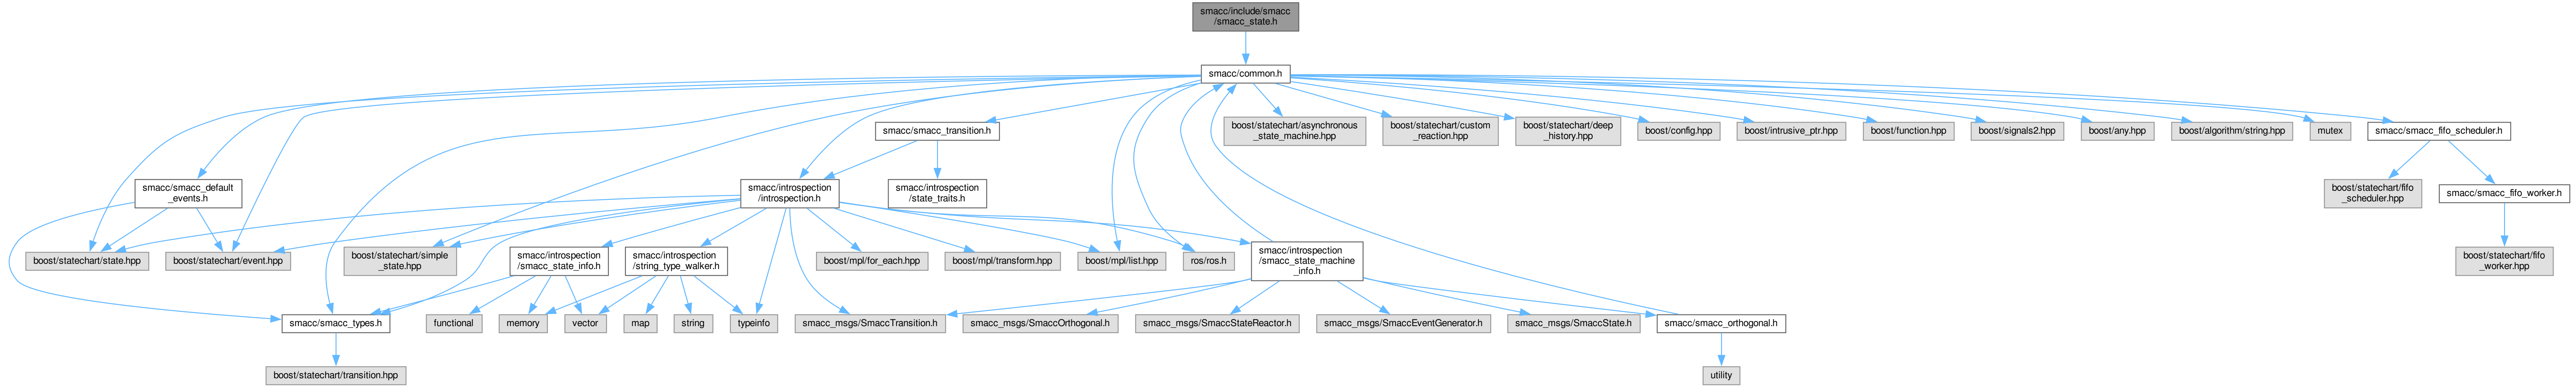 smacc/include/smacc
/smacc_state.h
smacc/common.h
smacc/smacc_transition.h
boost/statechart/asynchronous
_state_machine.hpp
boost/statechart/custom
_reaction.hpp
boost/statechart/deep
_history.hpp
boost/config.hpp
boost/intrusive_ptr.hpp
boost/function.hpp
boost/signals2.hpp
boost/any.hpp
boost/algorithm/string.hpp
mutex
smacc/smacc_fifo_scheduler.h
smacc/smacc_default
_events.h
smacc/introspection
/introspection.h
smacc/introspection
/state_traits.h
boost/statechart/fifo
_scheduler.hpp
smacc/smacc_fifo_worker.h
boost/statechart/state.hpp
boost/statechart/event.hpp
boost/statechart/simple
_state.hpp
smacc/introspection
/smacc_state_info.h
smacc/introspection
/string_type_walker.h
boost/mpl/for_each.hpp
boost/mpl/transform.hpp
boost/mpl/list.hpp
ros/ros.h
smacc/introspection
/smacc_state_machine
_info.h
boost/statechart/fifo
_worker.hpp
smacc/smacc_types.h
functional
memory
vector
map
string
typeinfo
smacc_msgs/SmaccTransition.h
smacc_msgs/SmaccOrthogonal.h
smacc_msgs/SmaccStateReactor.h
smacc_msgs/SmaccEventGenerator.h
smacc_msgs/SmaccState.h
smacc/smacc_orthogonal.h
boost/statechart/transition.hpp
utility